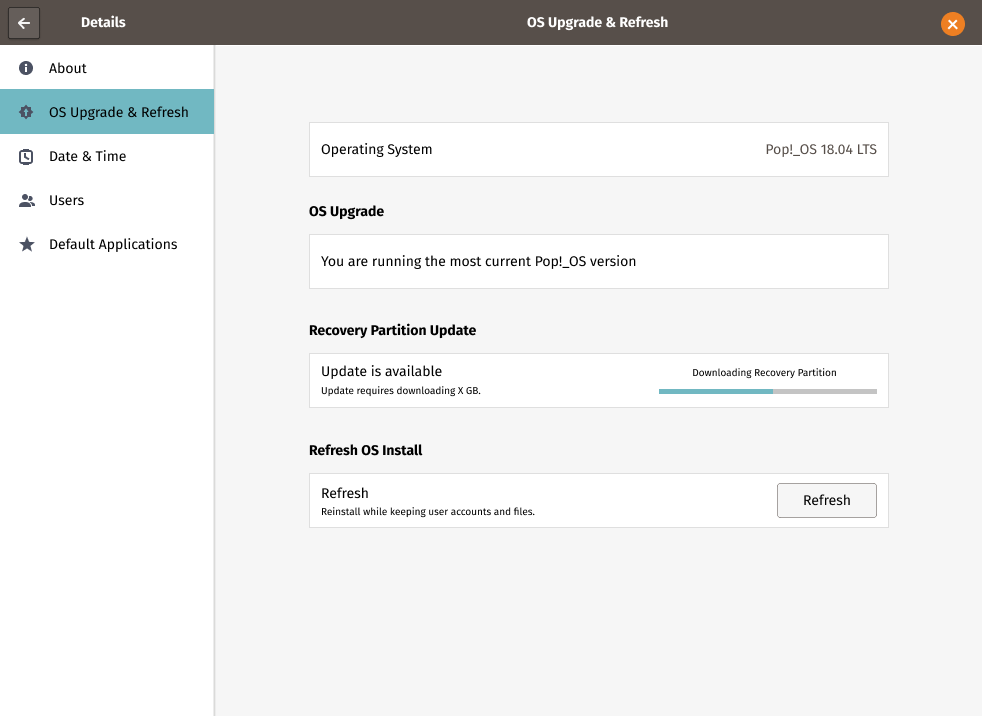 Details
OS Upgrade & Refresh
About
OS Upgrade & Refresh
Date & Time
Users
Default Applications
Operating System
Pop!_OS 18.04 LTS
OS Upgrade
You are running the most current Pop!_OS version
Recovery Partition Update
Update is available
Update requires downloading X GB.
Downloading Recovery Partition
Refresh OS Install
Refresh
Reinstall while keeping user accounts and files.
Refresh